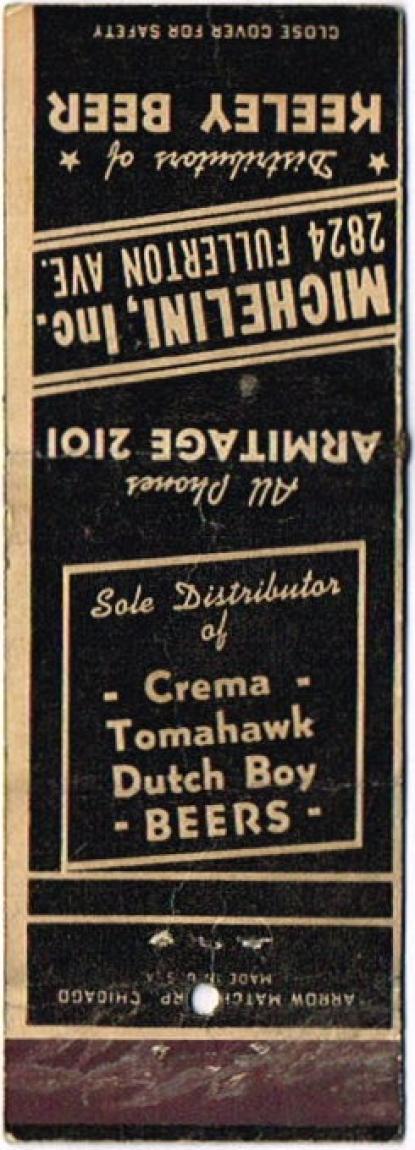 All Phones
ARMITAGE 2101
MICHELINI, Inc.
2824 FULLERTON AVE.
★ Distributors of ★
KEELEY BEER
CLOSE COVER FOR SAFETY
Sole Distributor
of
- Crema -
Tomahawk
Dutch Boy
- BEERS -
ARROW MATCH CORP. CHICAGO
MADE IN U.S.A.